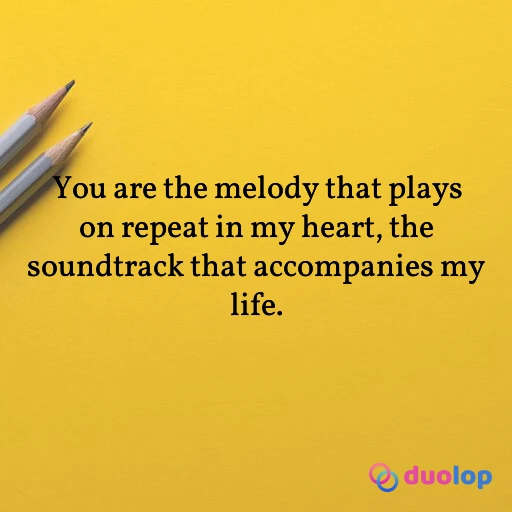 You are the melody that plays
on repeat in my heart, the
soundtrack that accompanies my
life.
duolop